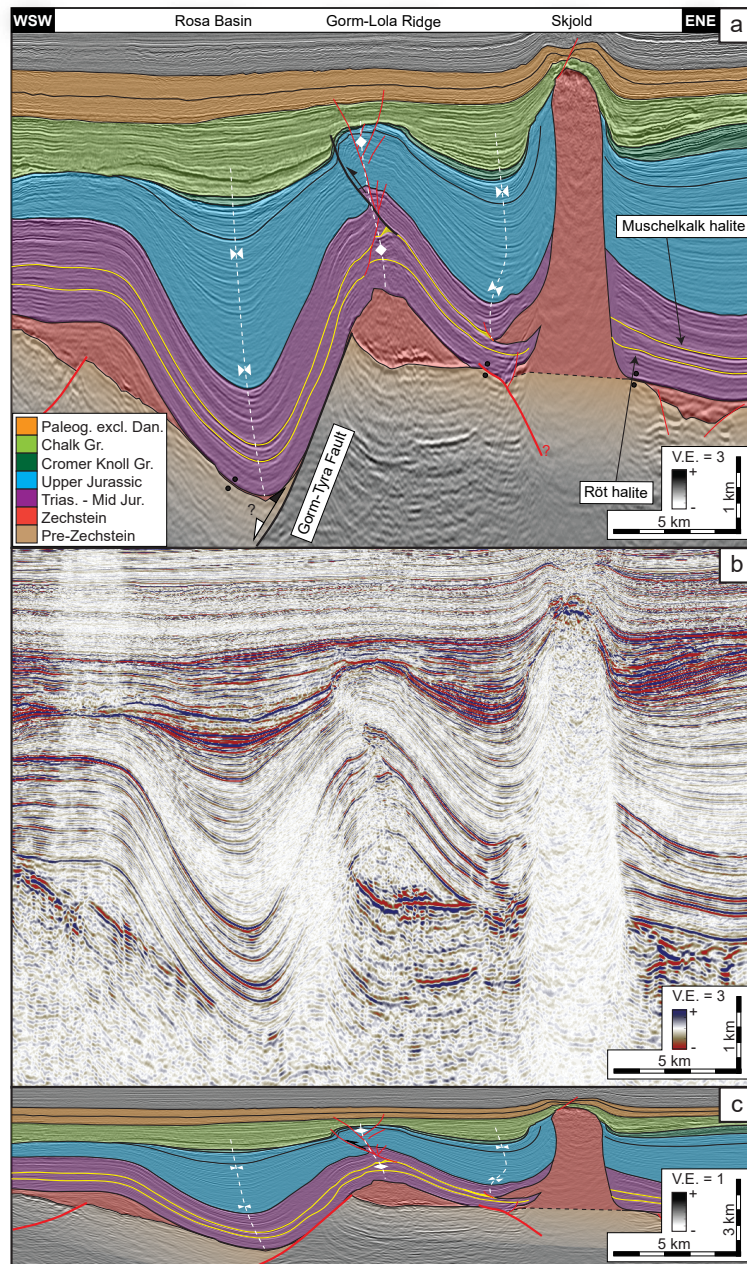 WSW
Rosa Basin
Gorm-Lola Ridge
Skjold
ENE
a
Muschelkalk halite
Röt halite
Gorm-Tyra Fault
?
?
Paleog. excl. Dan.
Chalk Gr.
Cromer Knoll Gr.
Upper Jurassic
Trias. - Mid Jur.
Zechstein
Pre-Zechstein
V.E. = 3
+
-
1 km
5 km
b
V.E. = 3
+
-
1 km
5 km
c
V.E. = 1
+
-
3 km
5 km